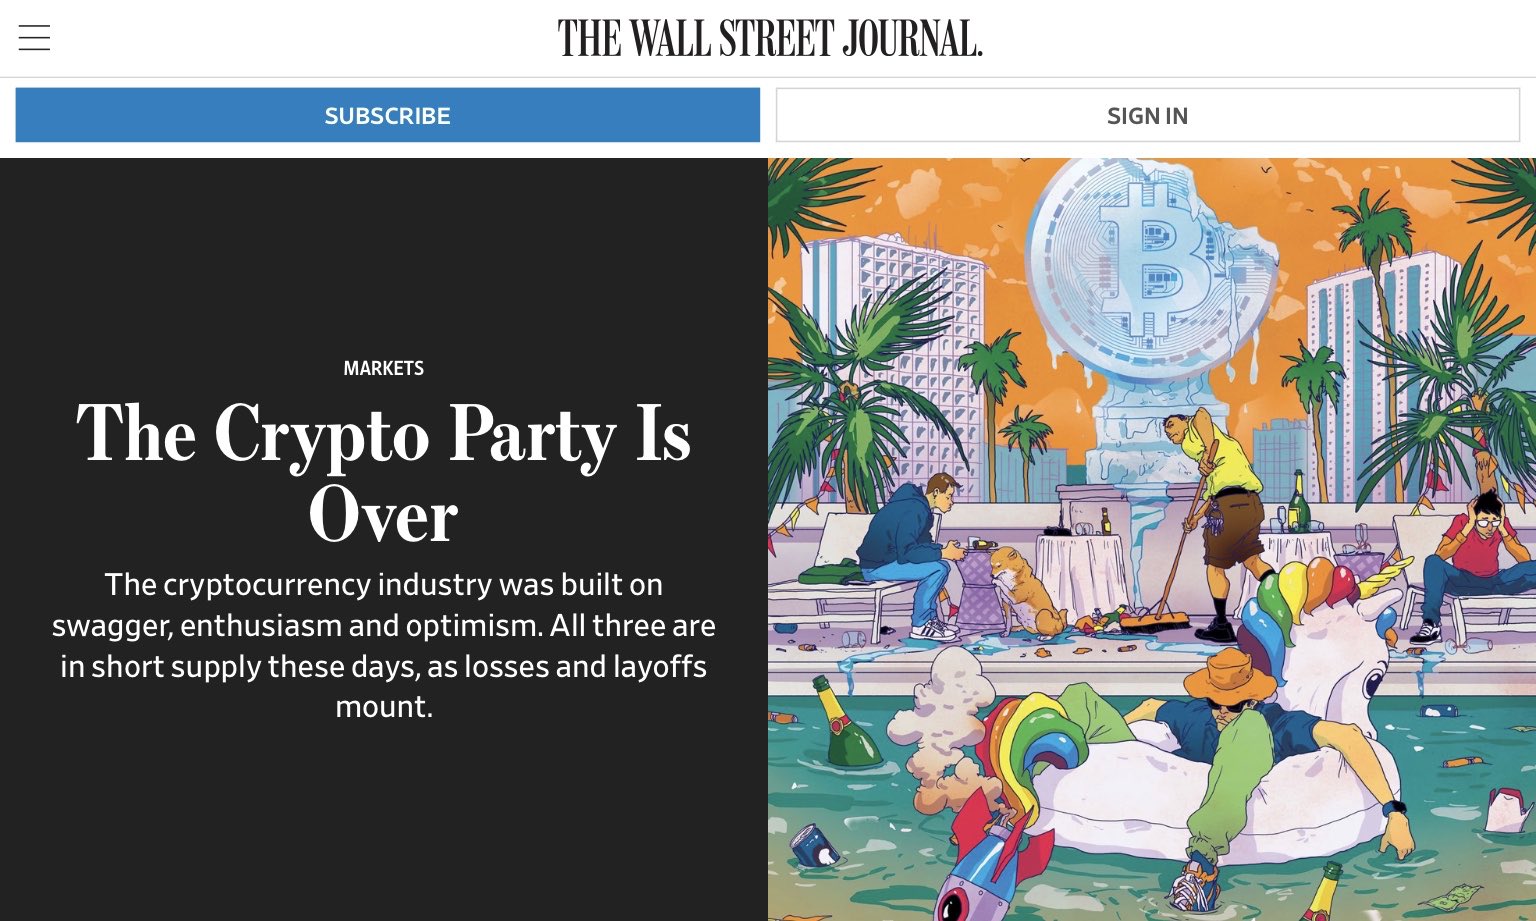 THE WALL STREET JOURNAL.
SUBSCRIBE
SIGN IN
MARKETS
The Crypto Party Is
Over
The cryptocurrency industry was built on
swagger, enthusiasm and optimism. All three are
in short supply these days, as losses and layoffs
mount.